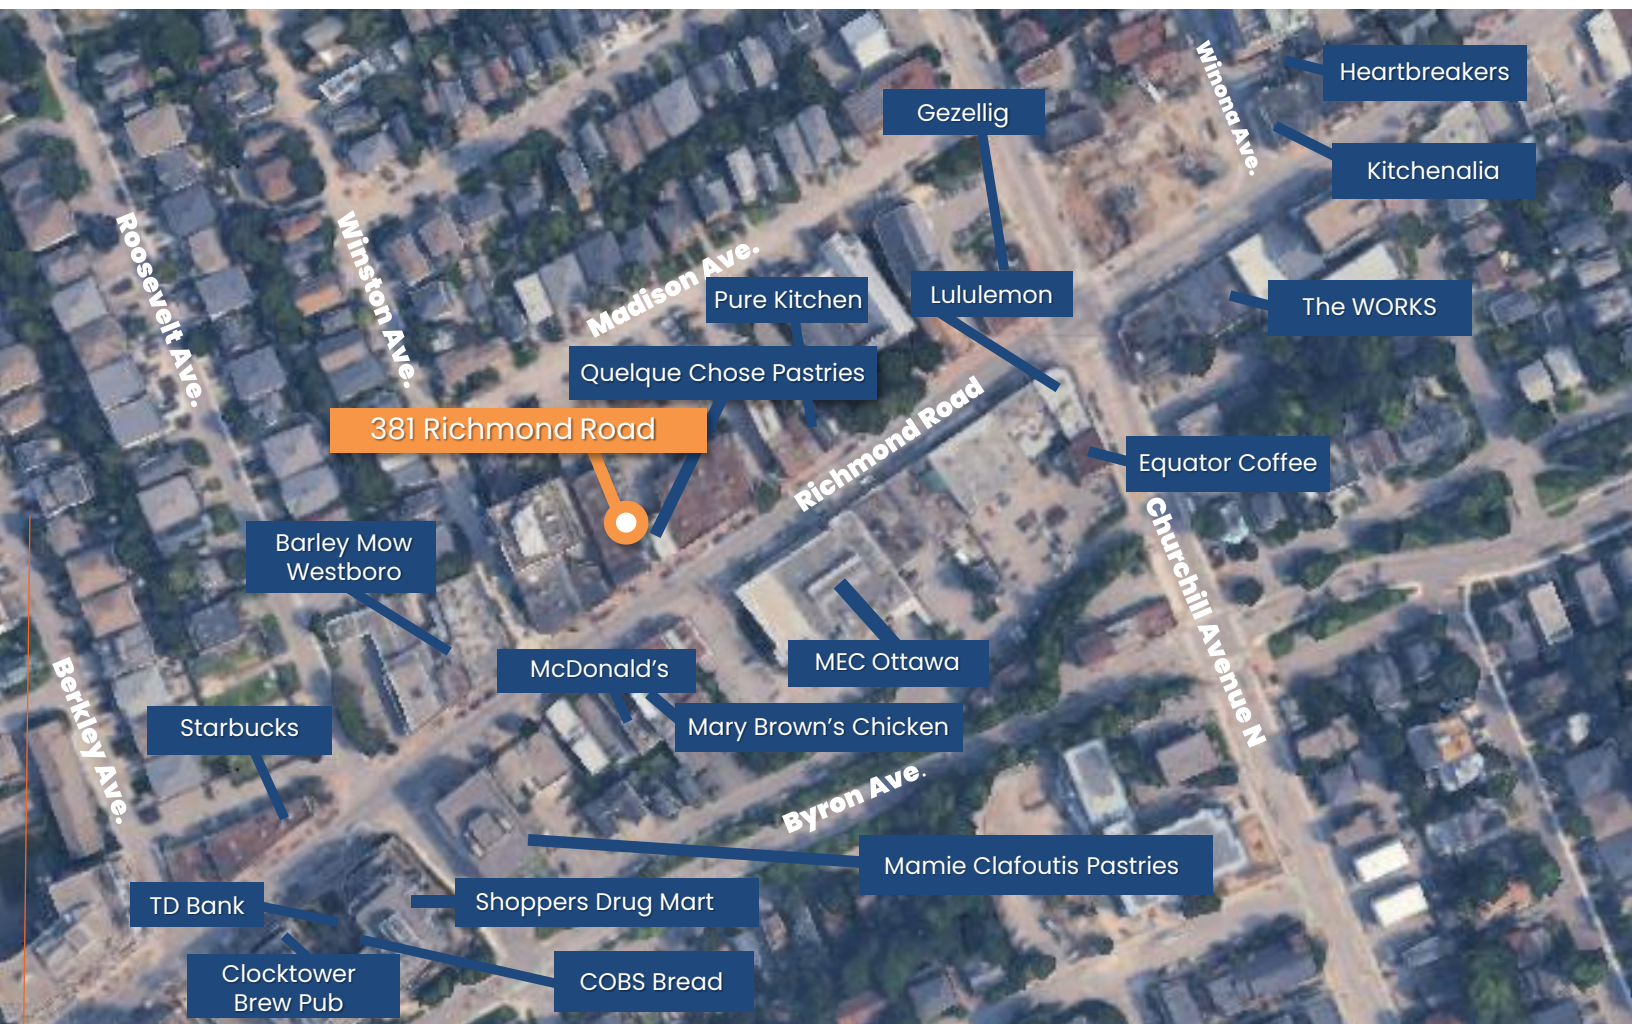 Heartbreakers
Winona Ave.
Gezellig
Kitchenalia
Roosevelt Ave.
Winston Ave.
Madison Ave.
Pure Kitchen
Lululemon
The WORKS
Quelque Chose Pastries
381 Richmond Road
Richmond Road
Equator Coffee
Churchill Avenue N
Barley Mow
Westboro
McDonald’s
MEC Ottawa
Berkley Ave.
Starbucks
Mary Brown’s Chicken
Byron Ave.
Mamie Clafoutis Pastries
TD Bank
Shoppers Drug Mart
Clocktower
Brew Pub
COBS Bread